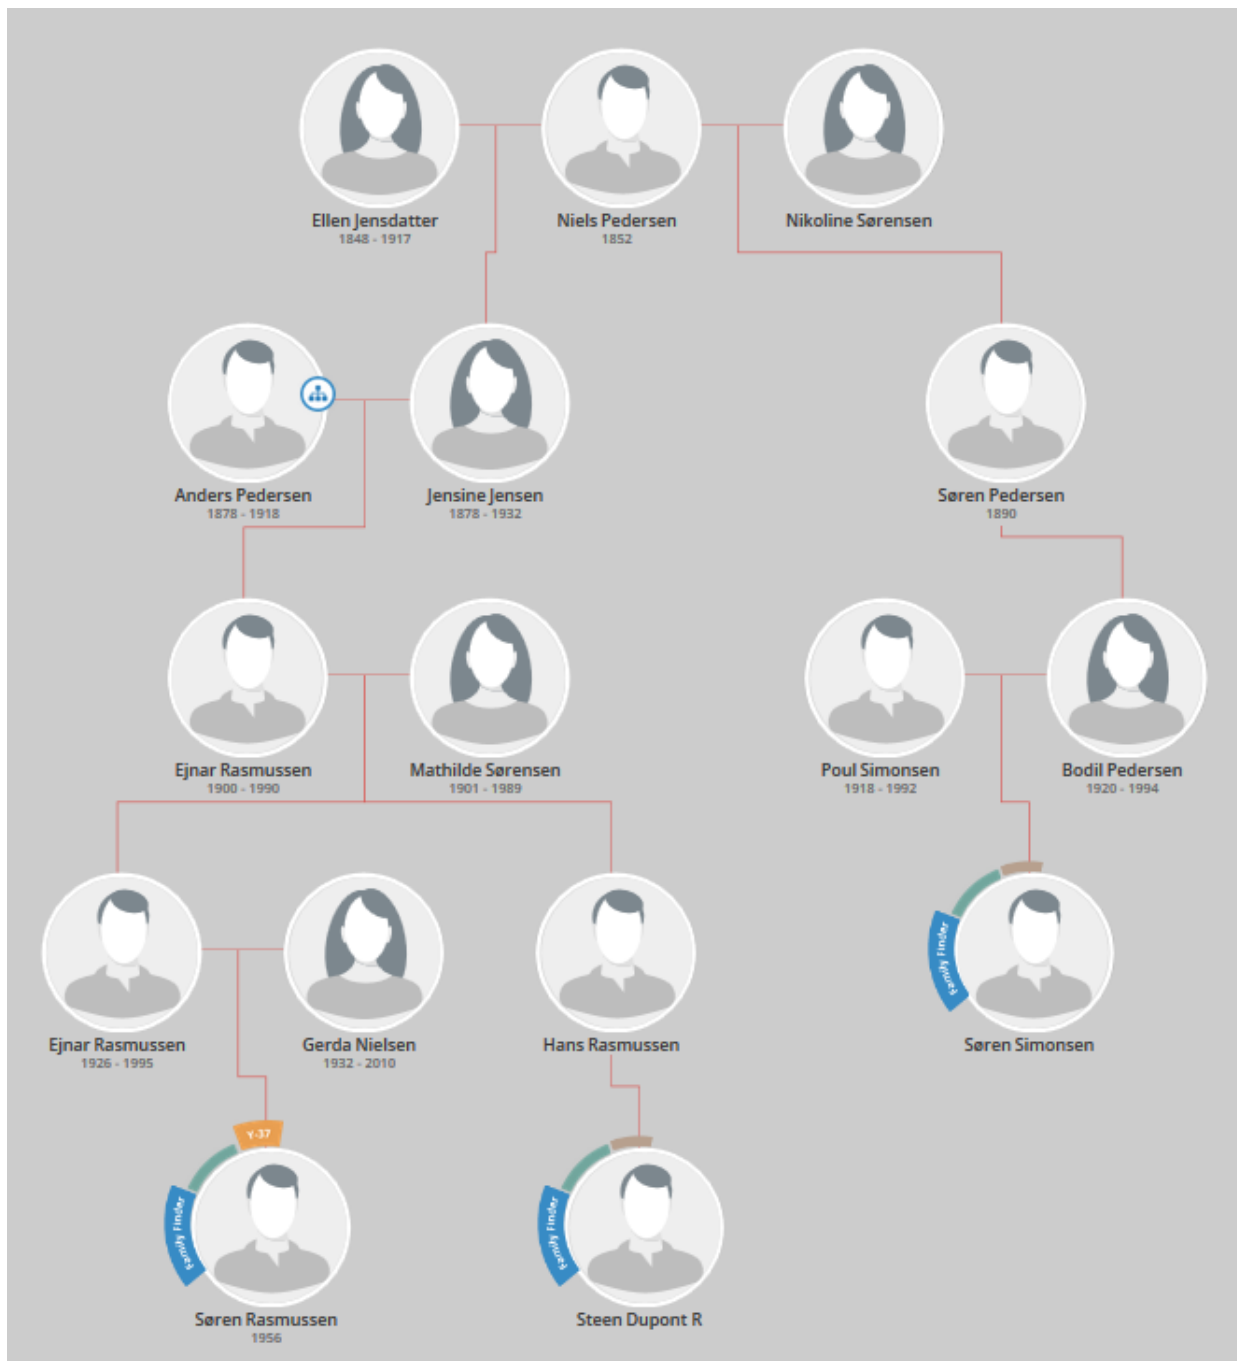 Ellen Jensdatter
1848 - 1917
Niels Pedersen
1852
Nikoline Sørensen
Anders Pedersen
1878 - 1918
Jensine Jensen
1878 - 1932
Søren Pedersen
1890
Ejnar Rasmussen
1900 - 1990
Mathilde Sørensen
1901 - 1989
Poul Simonsen
1918 - 1992
Bodil Pedersen
1920 - 1994
Ejnar Rasmussen
1926 - 1995
Gerda Nielsen
1932 - 2010
Hans Rasmussen
Family Finder
Søren Simonsen
Y-37
Family Finder
Søren Rasmussen
1956
Family Finder
Steen Dupont R